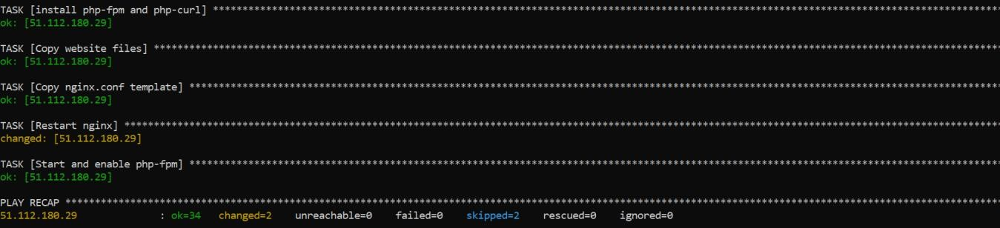 TASK [install php-fpm and php-curl] ****************************************************************************************************************************************
ok: [51.112.180.29]
TASK [Copy website files] **************************************************************************************************************************************************
ok: [51.112.180.29]
TASK [Copy nginx.conf template] ********************************************************************************************************************************************
ok: [51.112.180.29]
TASK [Restart nginx] *******************************************************************************************************************************************************
changed: [51.112.180.29]
TASK [Start and enable php-fpm] ********************************************************************************************************************************************
ok: [51.112.180.29]
PLAY RECAP *****************************************************************************************************************************************************************
51.112.180.29              : ok=34   changed=2    unreachable=0    failed=0    skipped=2    rescued=0    ignored=0